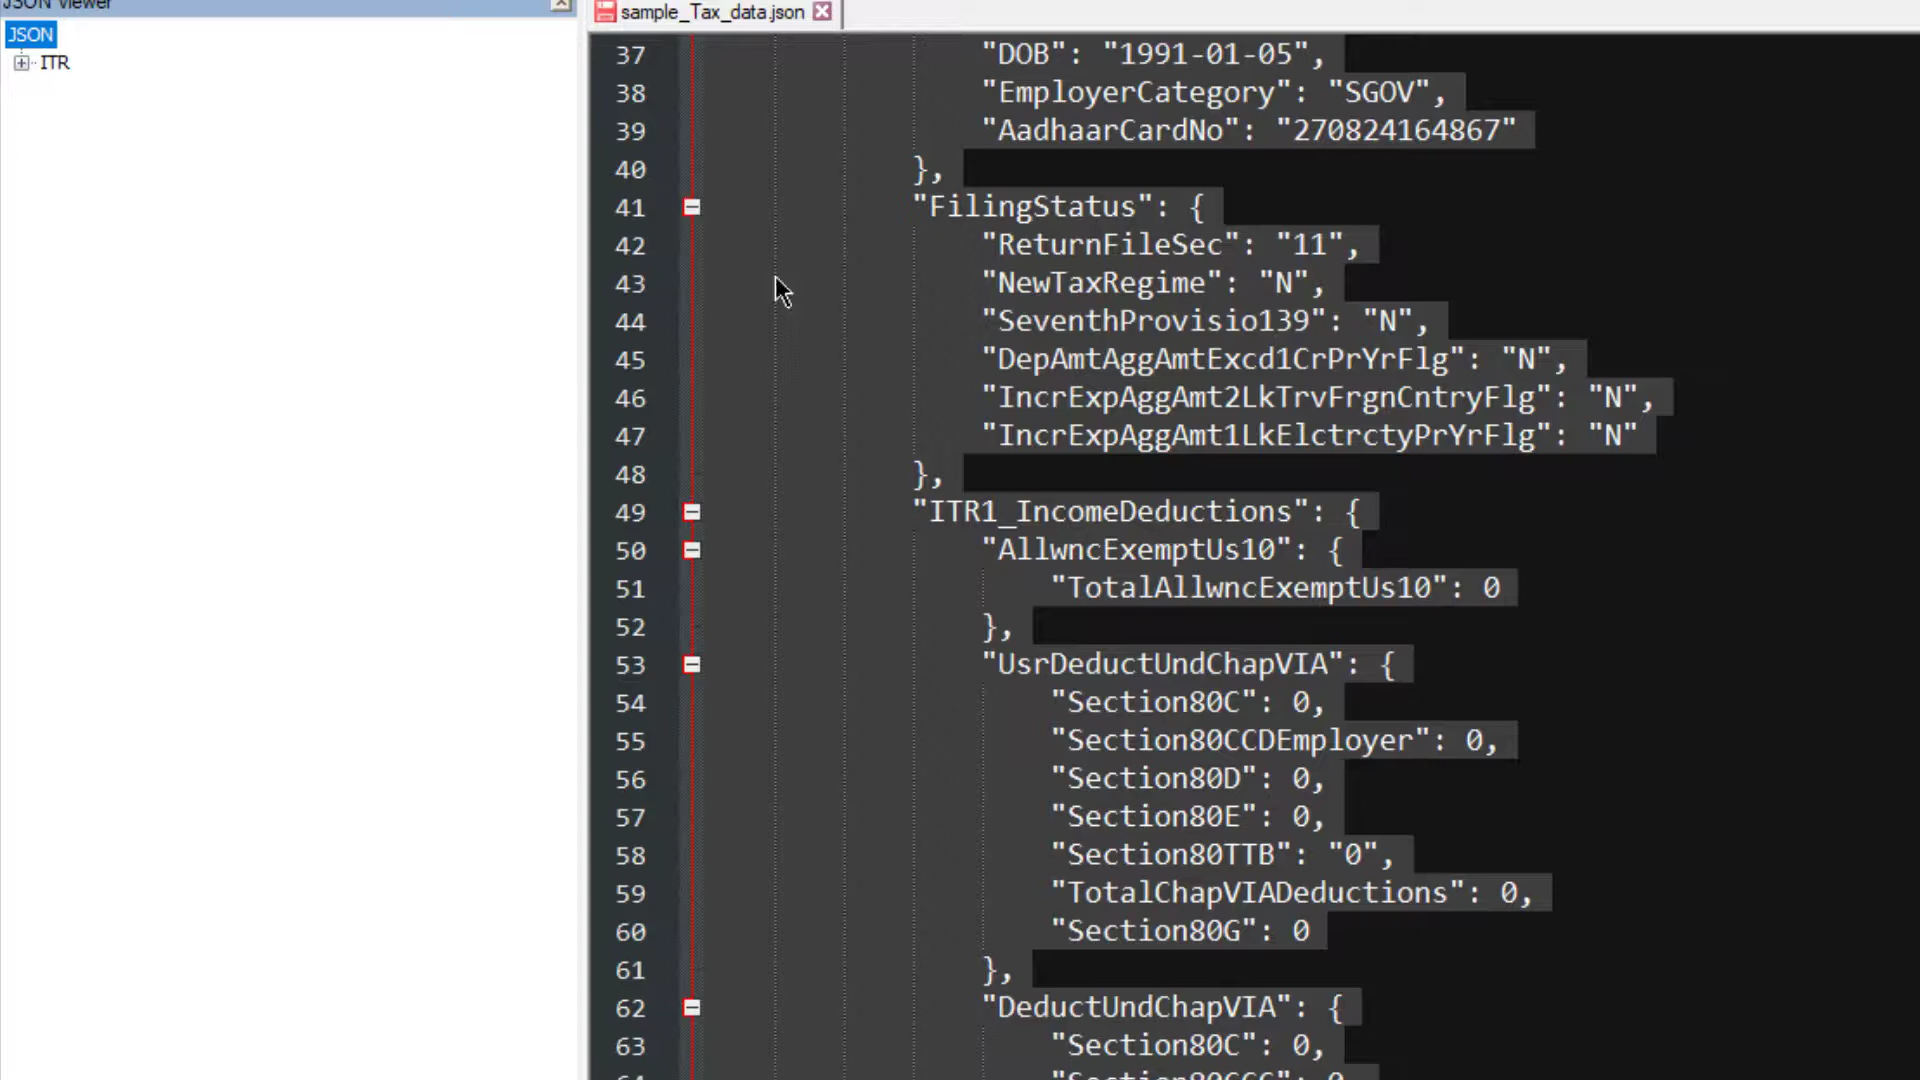 JSON Viewer
JSON
ITR
sample_Tax_data.json
37 "DOB": "1991-01-05",
38 "EmployerCategory": "SGOV",
39 "AadhaarCardNo": "270824164867"
40 },
41 "FilingStatus": {
42 "ReturnFileSec": "11",
43 "NewTaxRegime": "N",
44 "SeventhProvisio139": "N",
45 "DepAmtAggAmtExcd1CrPrYrFlg": "N",
46 "IncrExpAggAmt2LkTrvFrgnCntryFlg": "N",
47 "IncrExpAggAmt1LkElctrctyPrYrFlg": "N"
48 },
49 "ITR1_IncomeDeductions": {
50 "AllwncExemptUs10": {
51 "TotalAllwncExemptUs10": 0
52 },
53 "UsrDeductUndChapVIA": {
54 "Section80C": 0,
55 "Section80CCDEmployer": 0,
56 "Section80D": 0,
57 "Section80E": 0,
58 "Section80TTB": "0",
59 "TotalChapVIADeductions": 0,
60 "Section80G": 0
61 },
62 "DeductUndChapVIA": {
63 "Section80C": 0,